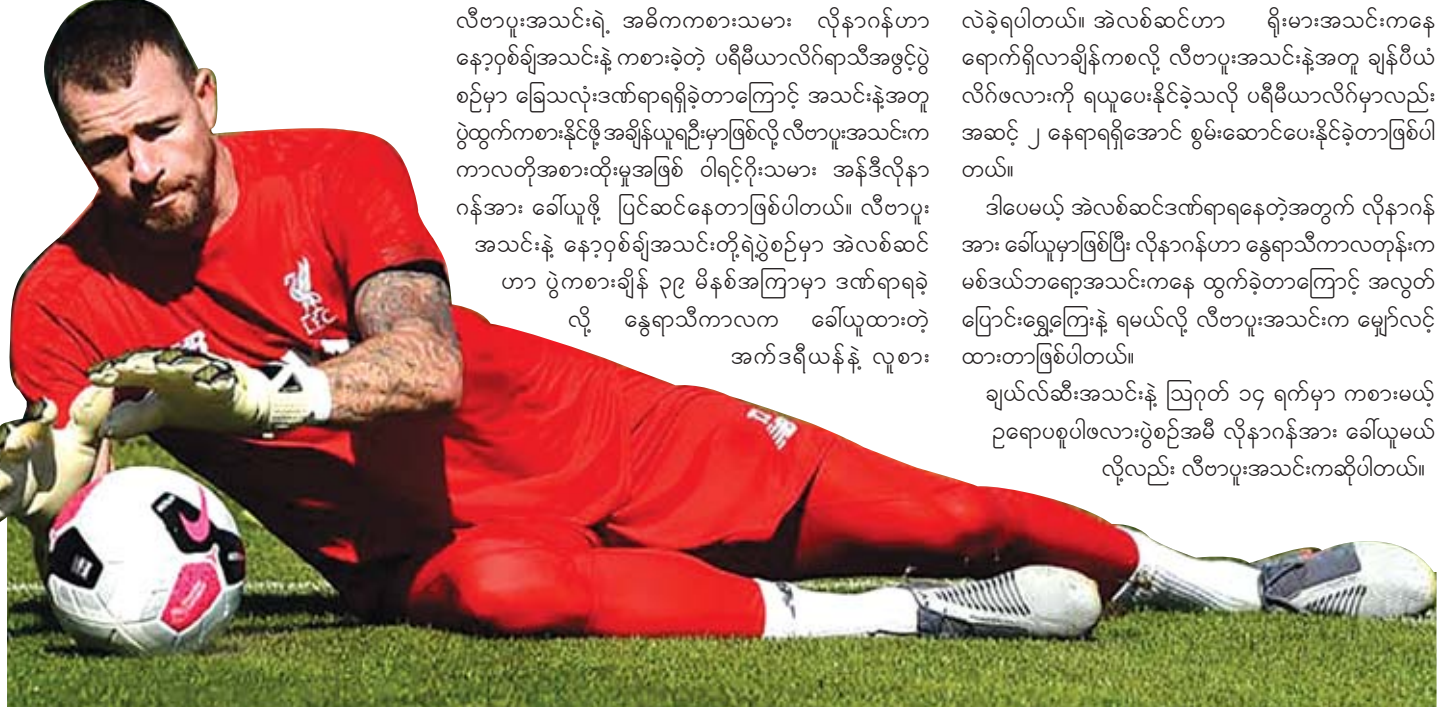 လီဗာပူးအသင်းရဲ့ အဓိကကစားသမား လိုနာဂန်ဟာ
နော့ဝှစ်ချ်အသင်းနဲ့ ကစားခဲ့တဲ့ ပရီမီယာလိဂ်ရာသီအဖွင့်ပွဲ
စဉ်မှာ ခြေသလုံးဒဏ်ရာရရှိခဲ့တာကြောင့် အသင်းနဲ့အတူ
ပွဲထွက်ကစားနိုင်ဖို့ အချိန်ယူရဦးမှာဖြစ်လို့ လီဗာပူးအသင်းက
ကာလတိုအစားထိုးမှုအဖြစ် ဝါရင့်ဂိုးသမား အန်ဒီလိုနာ
ဂန်အား ခေါ်ယူဖို့ ပြင်ဆင်နေတာဖြစ်ပါတယ်။ လီဗာပူး
အသင်းနဲ့ နော့ဝှစ်ချ်အသင်းတို့ရဲ့ပွဲစဉ်မှာ အဲလစ်ဆင်
ဟာ ပွဲကစားချိန် ၃၉ မိနစ်အကြာမှာ ဒဏ်ရာရခဲ့
လို့ နွေရာသီကာလက ခေါ်ယူထားတဲ့
အက်ဒရီယန်နဲ့ လူစား
လဲခဲ့ရပါတယ်။ အဲလစ်ဆင်ဟာ ရိုးမားအသင်းကနေ
ရောက်ရှိလာချိန်ကစလို့ လီဗာပူးအသင်းနဲ့အတူ ချန်ပီယံ
လိဂ်ဖလားကို ရယူပေးနိုင်ခဲ့သလို ပရီမီယာလိဂ်မှာလည်း
အဆင့် ၂ နေရာရရှိအောင် စွမ်းဆောင်ပေးနိုင်ခဲ့တာဖြစ်ပါ
တယ်။
ဒါပေမယ့် အဲလစ်ဆင်ဒဏ်ရာရနေတဲ့အတွက် လိုနာဂန်
အား ခေါ်ယူမှာဖြစ်ပြီး လိုနာဂန်ဟာ နွေရာသီကာလတုန်းက
မစ်ဒယ်ဘရော့အသင်းကနေ ထွက်ခဲ့တာကြောင့် အလွတ်
ပြောင်းရွှေ့ကြေးနဲ့ ရမယ်လို့ လီဗာပူးအသင်းက မျှော်လင့်
ထားတာဖြစ်ပါတယ်။
ချယ်လ်ဆီးအသင်းနဲ့ ဩဂုတ် ၁၄ ရက်မှာ ကစားမယ့်
ဥရောပစူပါဖလားပွဲစဉ်အမီ လိုနာဂန်အား ခေါ်ယူမယ်
လို့လည်း လီဗာပူးအသင်းကဆိုပါတယ်။
L.F.C